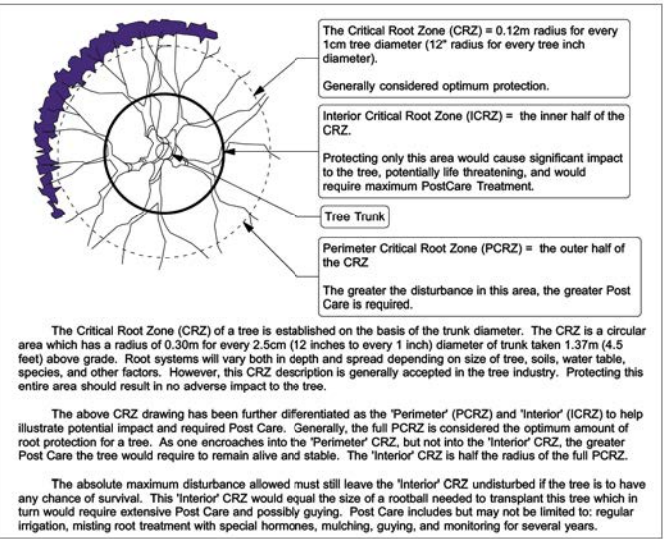 The Critical Root Zone (CRZ) = 0.12m radius for every
1cm tree diameter (12" radius for every tree inch
diameter).
Generally considered optimum protection.
Interior Critical Root Zone (ICRZ) = the inner half of the
CRZ.
Protecting only this area would cause significant impact
to the tree, potentially life threatening, and would
require maximum PostCare Treatment.
Tree Trunk
Perimeter Critical Root Zone (PCRZ) = the outer half of
the CRZ
The greater the disturbance in this area, the greater Post
Care is required.
The Critical Root Zone (CRZ) of a tree is established on the basis of the trunk diameter. The CRZ is a circular
area which has a radius of 0.30m for every 2.5cm (12 inches to every 1 inch) diameter of trunk taken 1.37m (4.5
feet) above grade. Root systems will vary both in depth and spread depending on size of tree, soils, water table,
species, and other factors. However, this CRZ description is generally accepted in the tree industry. Protecting this
entire area should result in no adverse impact to the tree.
The above CRZ drawing has been further differentiated as the 'Perimeter' (PCRZ) and 'Interior' (ICRZ) to help
illustrate potential impact and required Post Care. Generally, the full PCRZ is considered the optimum amount of
root protection for a tree. As one encroaches into the 'Perimeter' CRZ, but not into the 'Interior' CRZ, the greater
Post Care the tree would require to remain alive and stable. The 'Interior' CRZ is half the radius of the full PCRZ.
The absolute maximum disturbance allowed must still leave the 'Interior' CRZ undisturbed if the tree is to have
any chance of survival. This 'Interior' CRZ would equal the size of a rootball needed to transplant this tree which in
turn would require extensive Post Care and possibly guying. Post Care includes but may not be limited to: regular
irrigation, misting root treatment with special hormones, mulching, guying, and monitoring for several years.